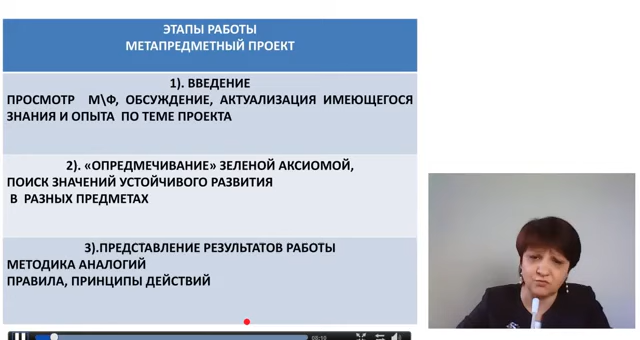 ЭТАПЫ РАБОТЫ
МЕТАПРЕДМЕТНЫЙ ПРОЕКТ
1). ВВЕДЕНИЕ
ПРОСМОТР М\Ф, ОБСУЖДЕНИЕ, АКТУАЛИЗАЦИЯ ИМЕЮЩЕГОСЯ
ЗНАНИЯ И ОПЫТА ПО ТЕМЕ ПРОЕКТА
2). «ОПРЕДМЕЧИВАНИЕ» ЗЕЛЕНОЙ АКСИОМОЙ,
ПОИСК ЗНАЧЕНИЙ УСТОЙЧИВОГО РАЗВИТИЯ
В РАЗНЫХ ПРЕДМЕТАХ
3).ПРЕДСТАВЛЕНИЕ РЕЗУЛЬТАТОВ РАБОТЫ
МЕТОДИКА АНАЛОГИЙ
ПРАВИЛА, ПРИНЦИПЫ ДЕЙСТВИЙ